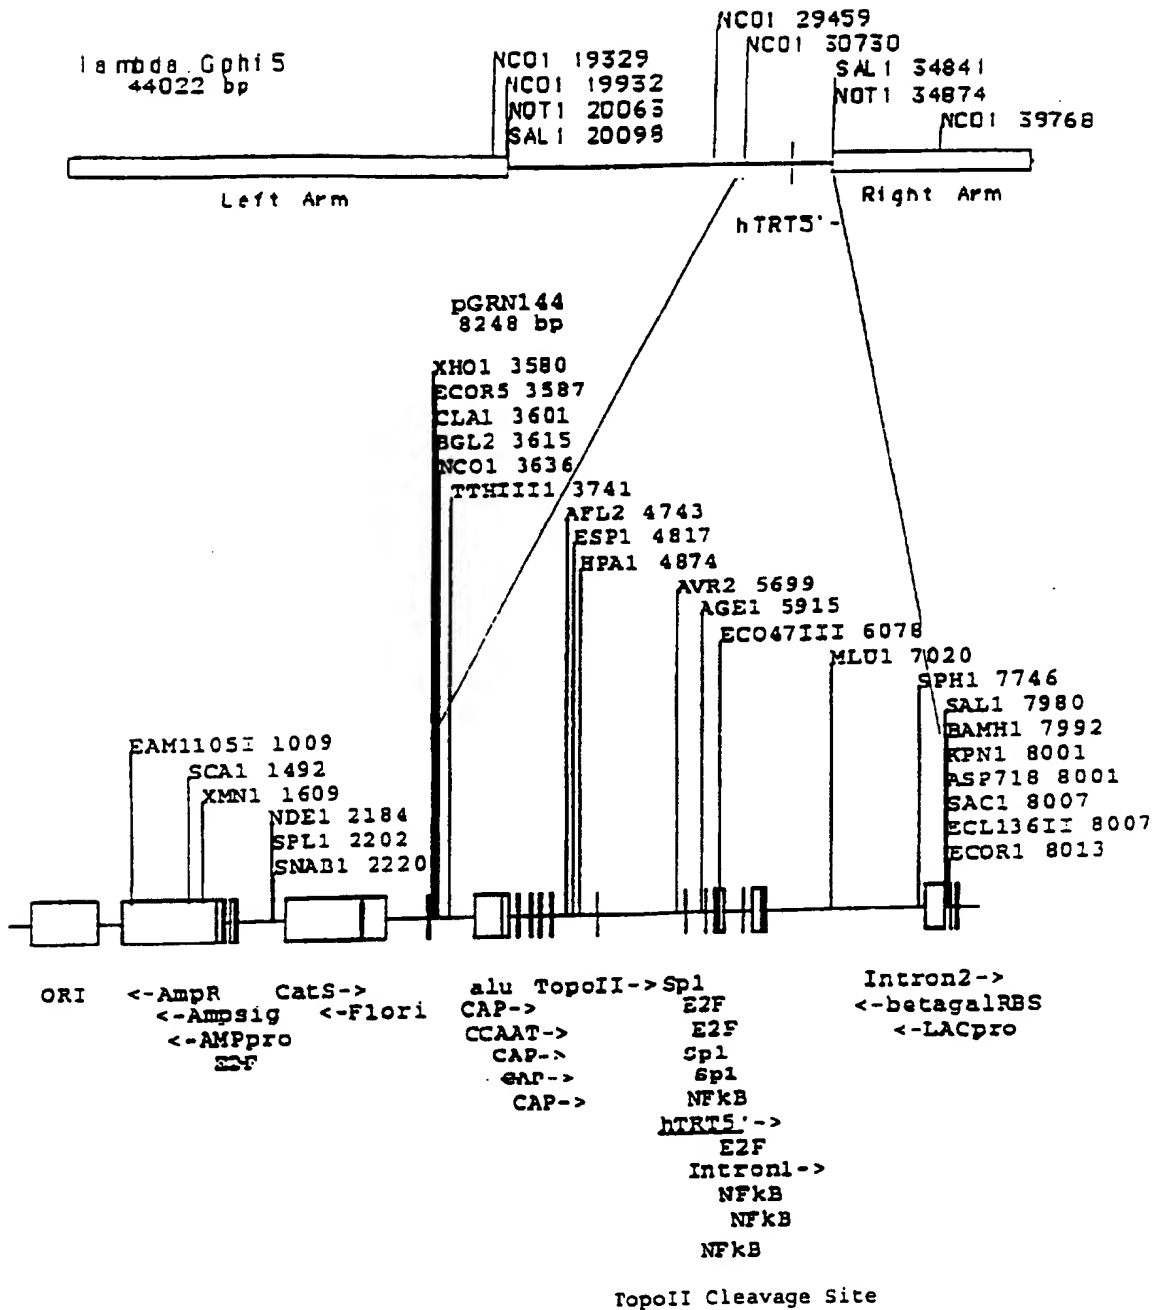 lambda Gphi5
44022 bp
NCO1 19329
NCO1 19932
NOT1 20063
SAL1 20098
NCO1 29459
NCO1 30730
SAL1 34841
NOT1 34874
NCO1 39768
Left Arm
Right Arm
hTRT5'-
pGRN144
8248 bp
XHO1 3580
ECOR5 3587
CLA1 3601
BGL2 3615
NCO1 3636
TTHIII1 3741
AFL2 4743
ESP1 4817
HPA1 4874
AVR2 5699
AGE1 5915
ECO47III 6078
MLU1 7020
SPH1 7746
SAL1 7980
BAMH1 7992
KPN1 8001
ASP718 8001
SAC1 8007
ECL136II 8007
ECOR1 8013
EAM1105I 1009
SCA1 1492
XMN1 1609
NDE1 2184
SPL1 2202
SNAB1 2220
ORI
<-AmpR
<-Ampsig
<-AMPpro
CatS->
<-Flori
alu
CAP->
CCAAT->
CAP->
CAP->
CAP->
TopoII->
Sp1
E2F
E2F
Sp1
Sp1
NFkB
hTRT5'->
E2F
Intron1->
NFkB
NFkB
NFkB
Intron2->
<-betagalRBS
<-LACpro
TopoII Cleavage Site